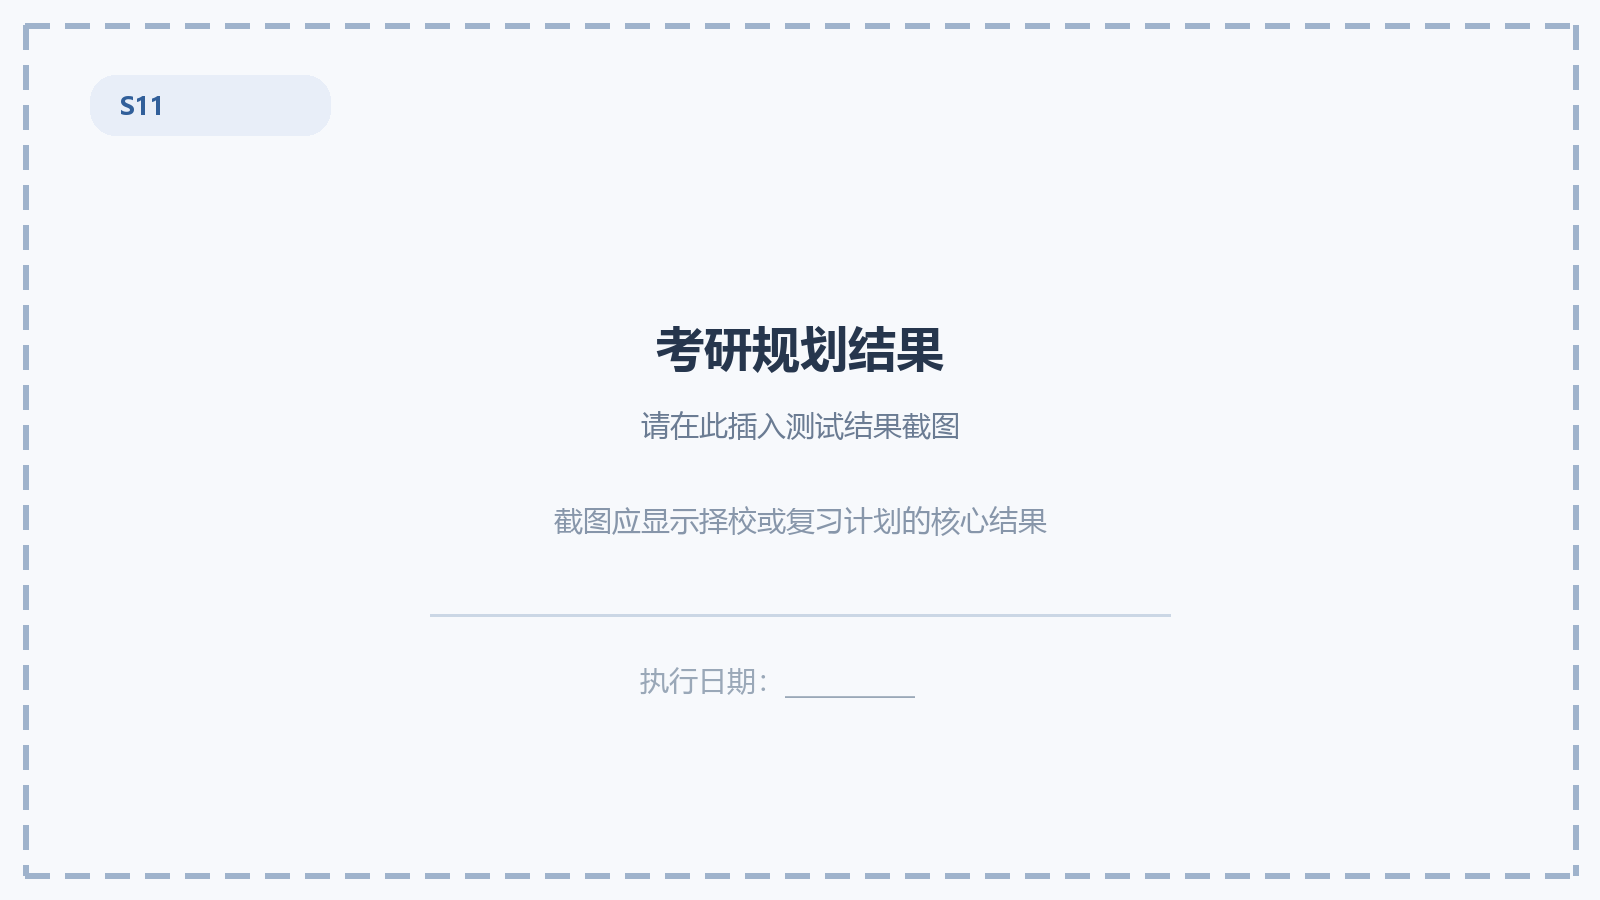 S11
考研规划结果
请在此插入测试结果截图
截图应显示择校或复习计划的核心结果
执行日期：_________